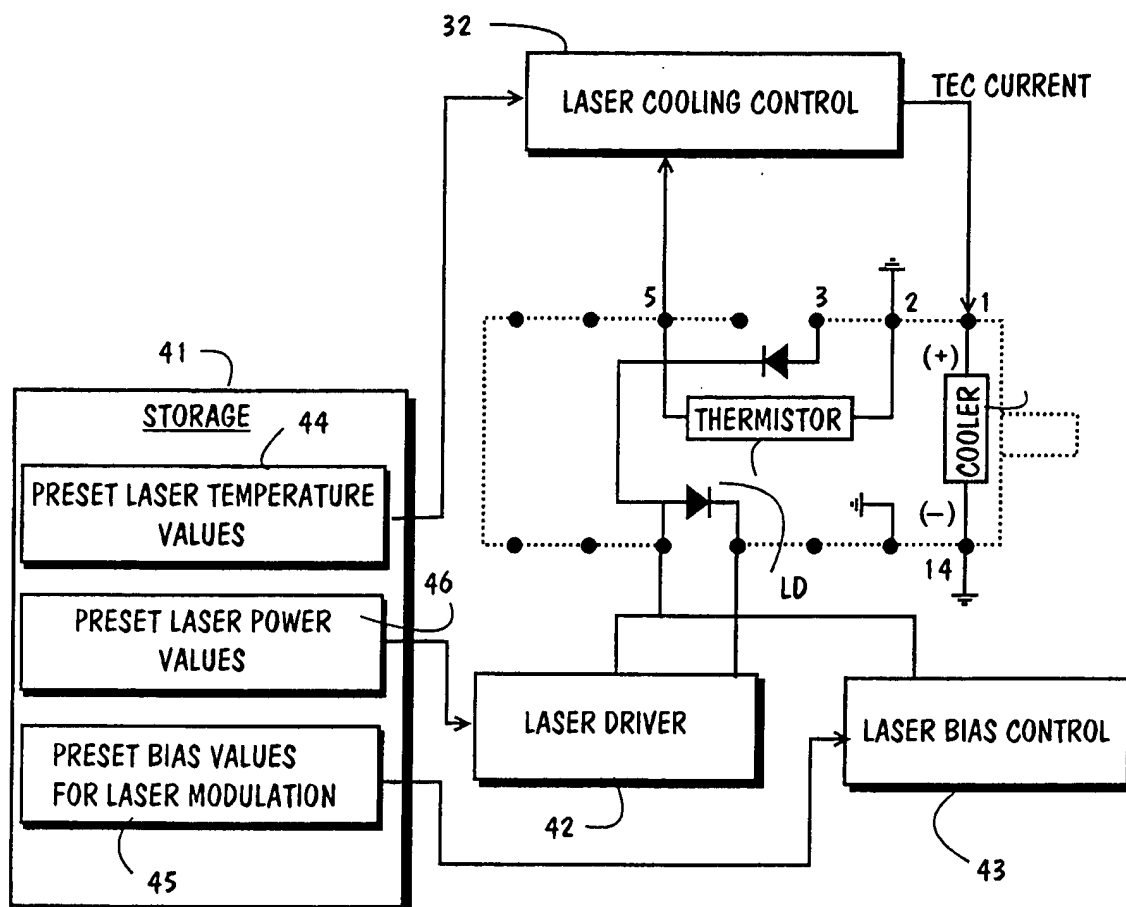 32
LASER COOLING CONTROL
TEC CURRENT
5
3
2
1
(+)
41
STORAGE
44
THERMISTOR
COOLER
PRESET LASER TEMPERATURE
VALUES
(-)
14
LD
46
PRESET LASER POWER
VALUES
LASER DRIVER
LASER BIAS CONTROL
PRESET BIAS VALUES
FOR LASER MODULATION
42
43
45